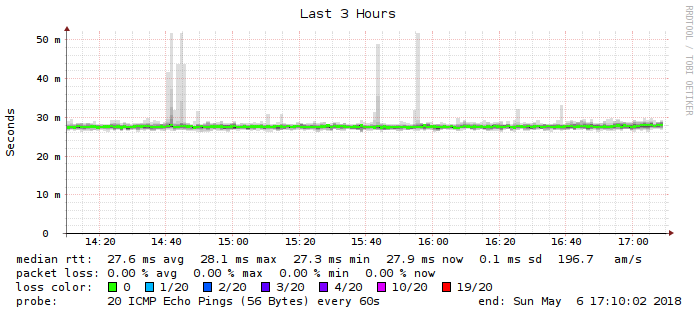 Last 3 Hours
RRDTOOL / TOBI OETIKER
Seconds
50 m
40 m
30 m
20 m
10 m
0
14:20 14:40 15:00 15:20 15:40 16:00 16:20 16:40 17:00
median rtt: 27.6 ms avg 28.1 ms max 27.3 ms min 27.9 ms now 0.1 ms sd 196.7 am/s
packet loss: 0.00 % avg 0.00 % max 0.00 % min 0.00 % now
loss color: 0 1/20 2/20 3/20 4/20 10/20 19/20
probe: 20 ICMP Echo Pings (56 Bytes) every 60s end: Sun May 6 17:10:02 2018